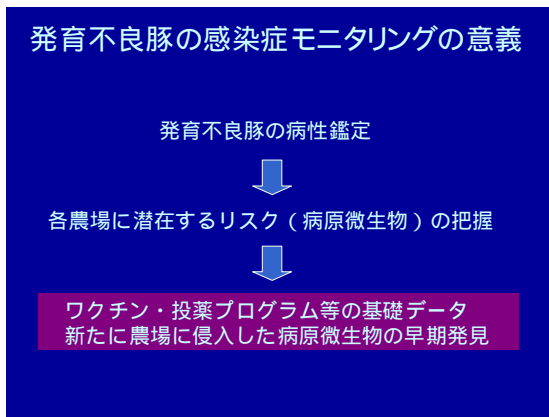 発育不良豚の感染症モニタリングの意義
発育不良豚の病性鑑定
各農場に潜在するリスク（病原微生物）の把握
ワクチン・投薬プログラム等の基礎データ
新たに農場に侵入した病原微生物の早期発見